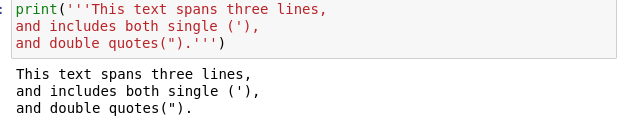 : print('''This text spans three lines,
and includes both single ('),
and double quotes(").''')
This text spans three lines,
and includes both single ('),
and double quotes(").